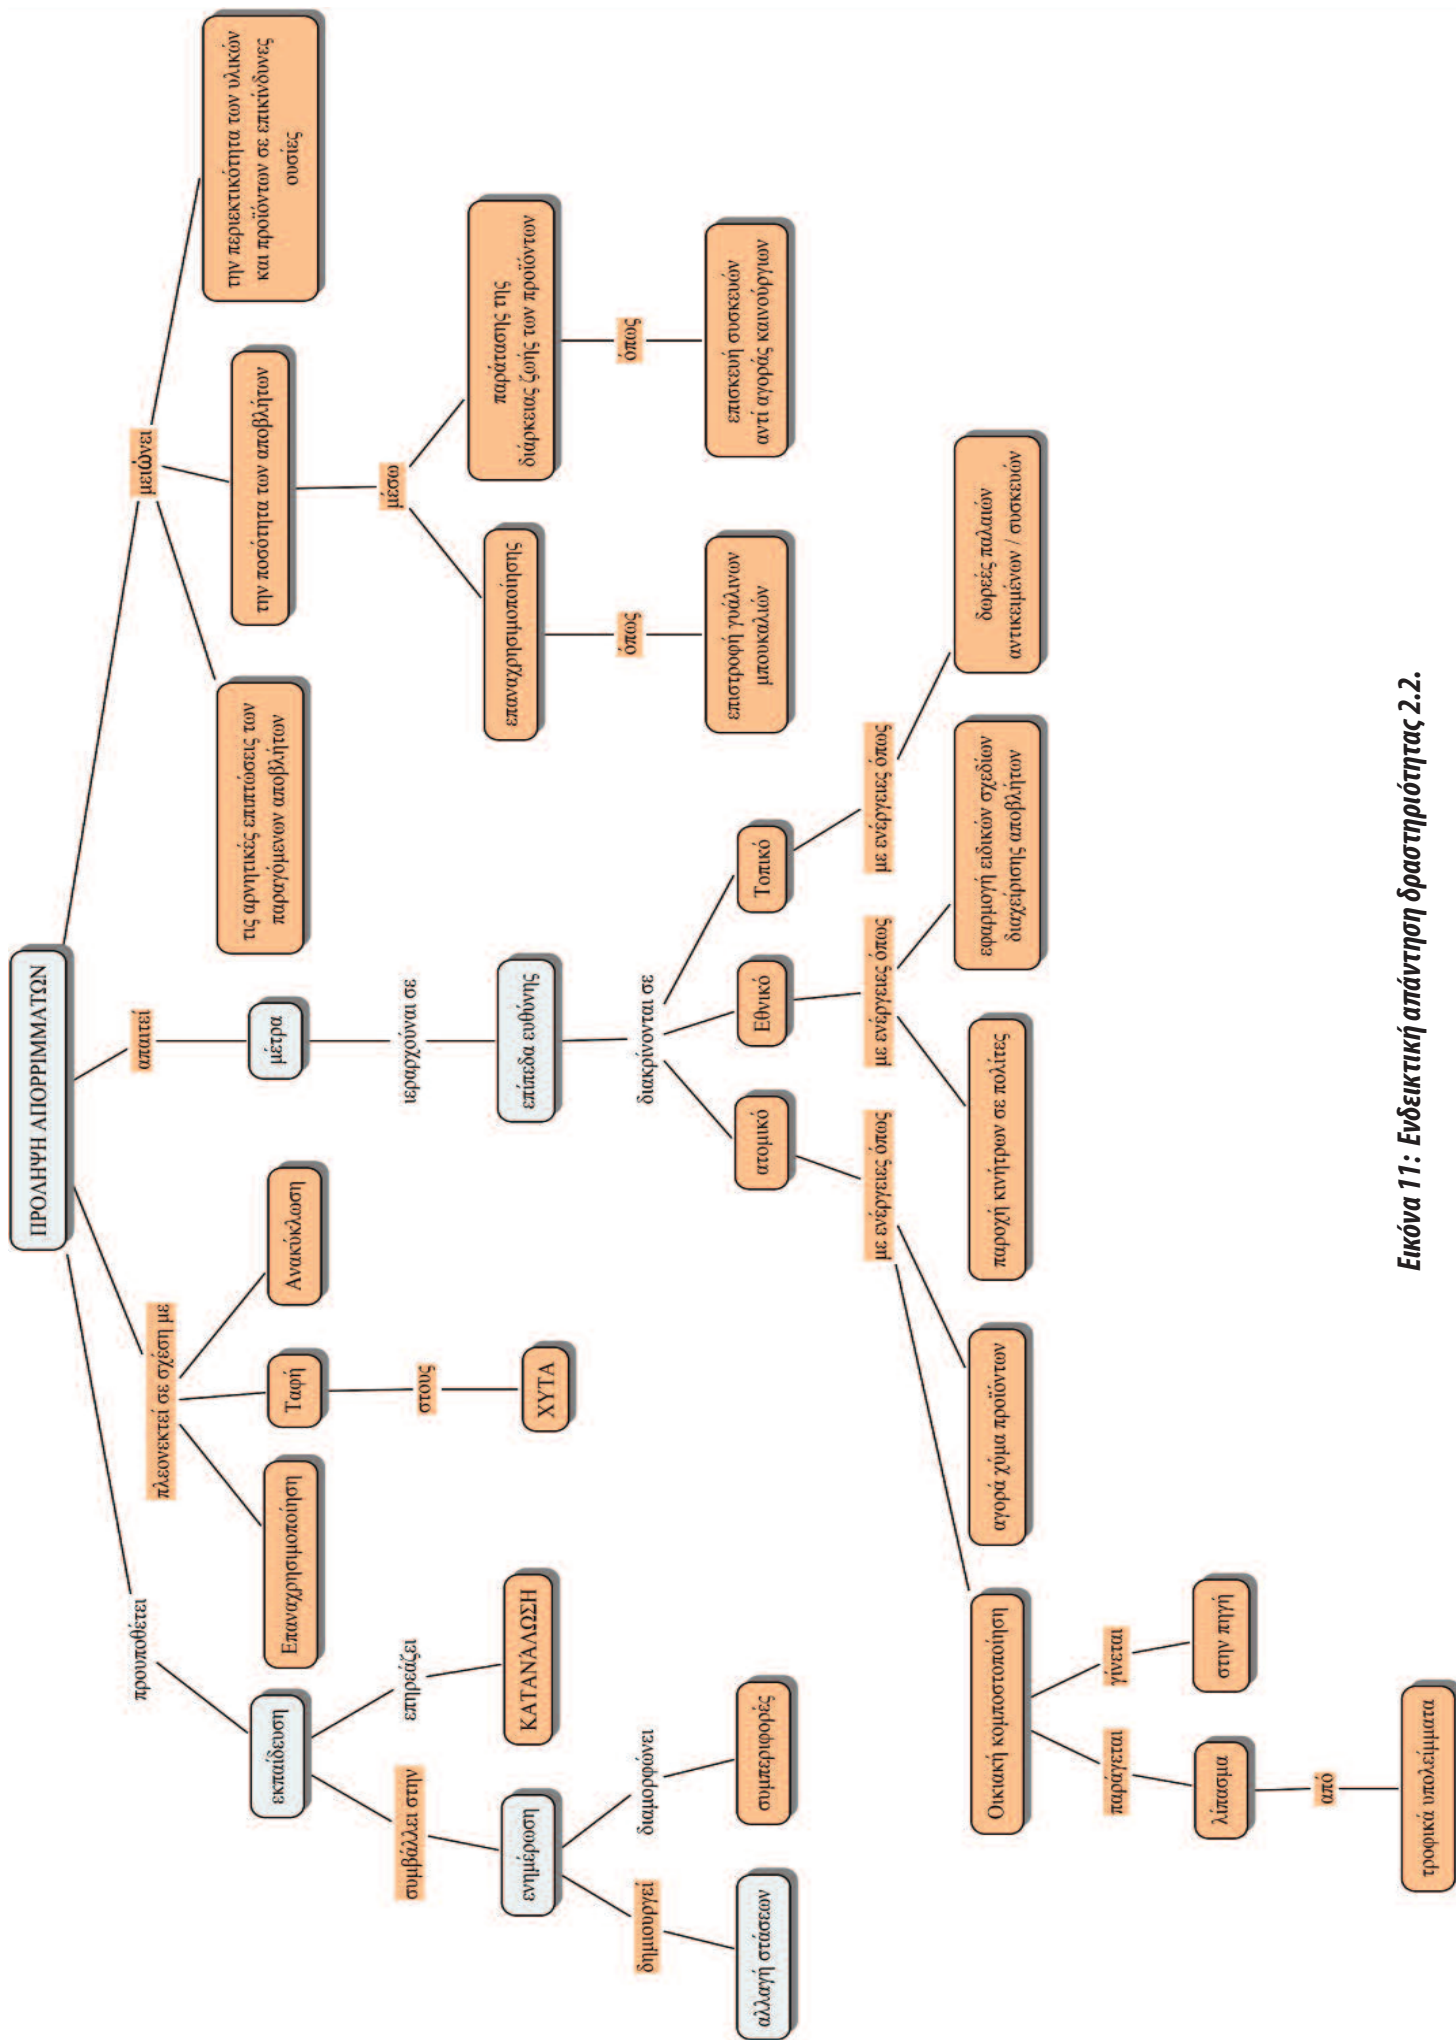 ΠΡΟΛΗΨΗ ΑΠΟΡΡΙΜΜΑΤΩΝ
προυποθέτει
πλεονεκτεί σε σχέση με
απαιτεί
μειώνει
εκπαίδευση
Επαναχρησιμοποίηση
Ταφή
Ανακύκλωση
μέτρα
τις αρνητικές επιπτώσεις των
παραγόμενων αποβλήτων
την ποσότητα των αποβλήτων
την περιεκτικότητα των υλικών
και προϊόντων σε επικίνδυνες
ουσίες
συμβάλλει στην
επηρεάζει
στους
ιεραρχούναι σε
μέσω
ενημέρωση
ΚΑΤΑΝΑΛΩΣΗ
ΧΥΤΑ
επίπεδα ευθύνης
επαναχρησιμοποίησης
παράτασης της
διάρκειας ζωής των προϊόντων
δημιουργεί
διαμορφώνει
διακρίνονται σε
όπως
όπως
αλλαγή στάσεων
συμπεριφορές
ατομικό
Εθνικό
Τοπικό
επιστροφή γυάλινων
μπουκαλιών
επισκευή συσκευών
αντί αγοράς καινούργιων
με ενέργειες όπως
με ενέργειες όπως
με ενέργειες όπως
Οικιακή κομποστοποίηση
αγορά χύμα προϊόντων
παροχή κινήτρων σε πολίτες
εφαρμογή ειδικών σχεδίων
διαχείρισης αποβλήτων
δωρεές παλαιών
αντικειμένων / συσκευών
παράγεται
γίνεται
λίπασμα
στην πηγή
από
τροφικά υπολείμματα
Εικόνα 11: Ενδεικτική απάντηση δραστηριότητας 2.2.